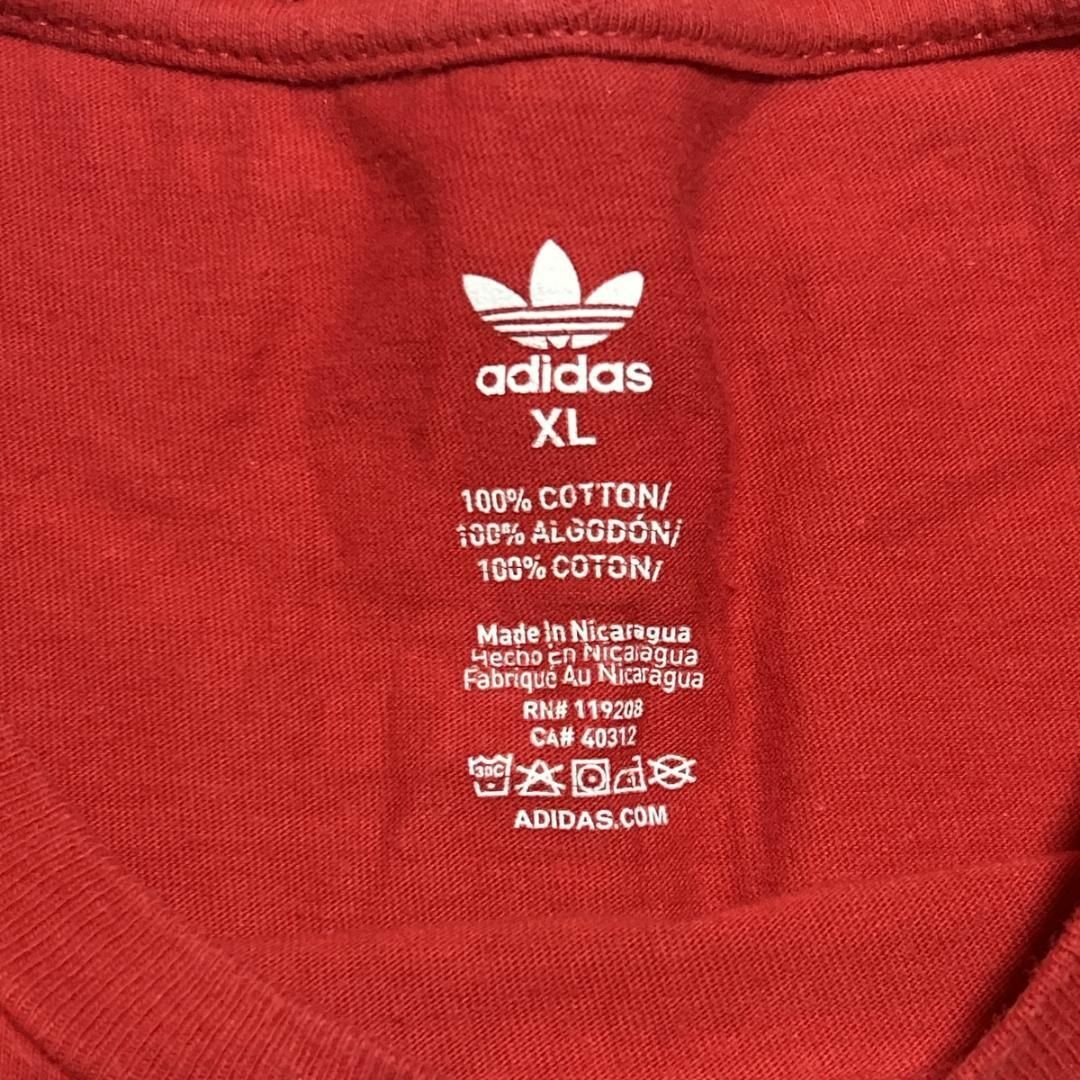 adidas
XL
100% COTTON/
100% ALGODÓN/
100% COTON/
Made In Nicaragua
Hecho En Nicaragua
Fabriqué Au Nicaragua
RN# 119208
CA# 40312
30C
ADIDAS.COM